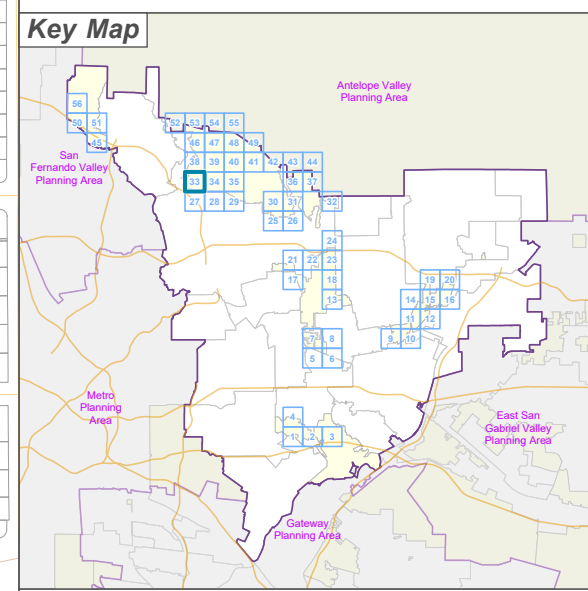 Key Map
Antelope Valley
Planning Area
56
50 51
52 53 54 55
45
46 47 48 49
San
Fernando Valley
Planning Area
39 40 41 42 43 44
33 34 35
36 37
27 28 29
30 31 32
25 26
24
21 22 23
17 18
19 20
13
14 15 16
11 12
7 8
9 10
5 6
Metro
Planning
Area
4
1 2 3
East San
Gabriel Valley
Planning Area
Gateway
Planning Area